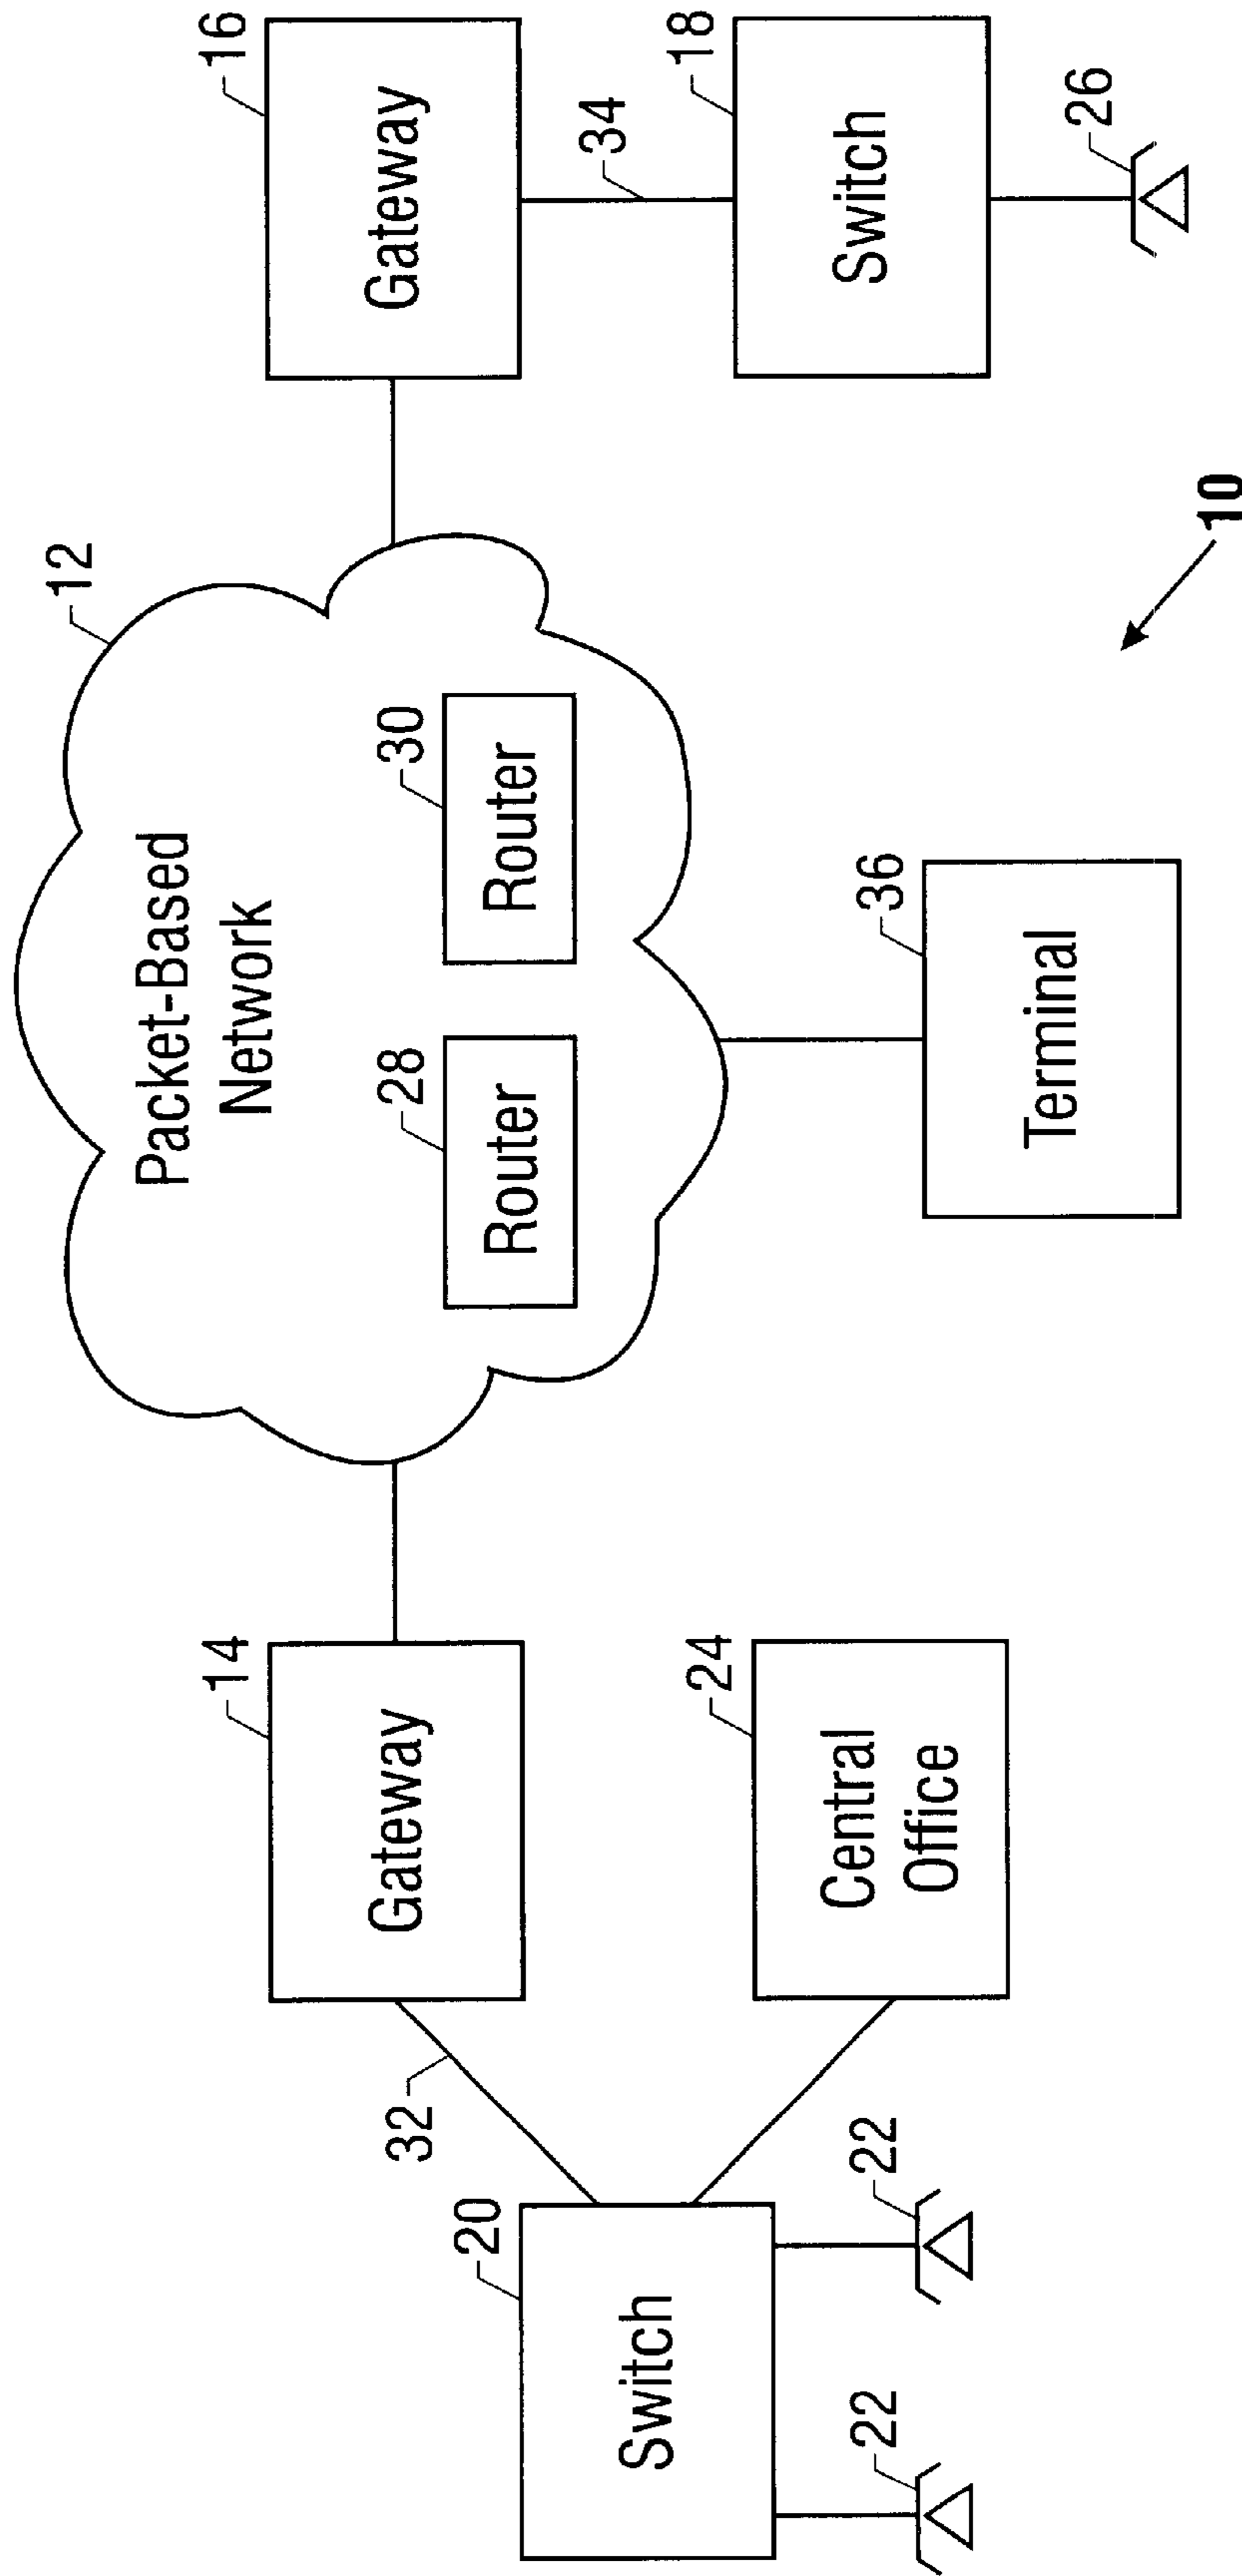 Packet-Based
Network
12
Gateway
14
Gateway
16
Router
28
Router
30
32
34
Switch
20
Central
Office
24
Terminal
36
Switch
18
22
22
26
10